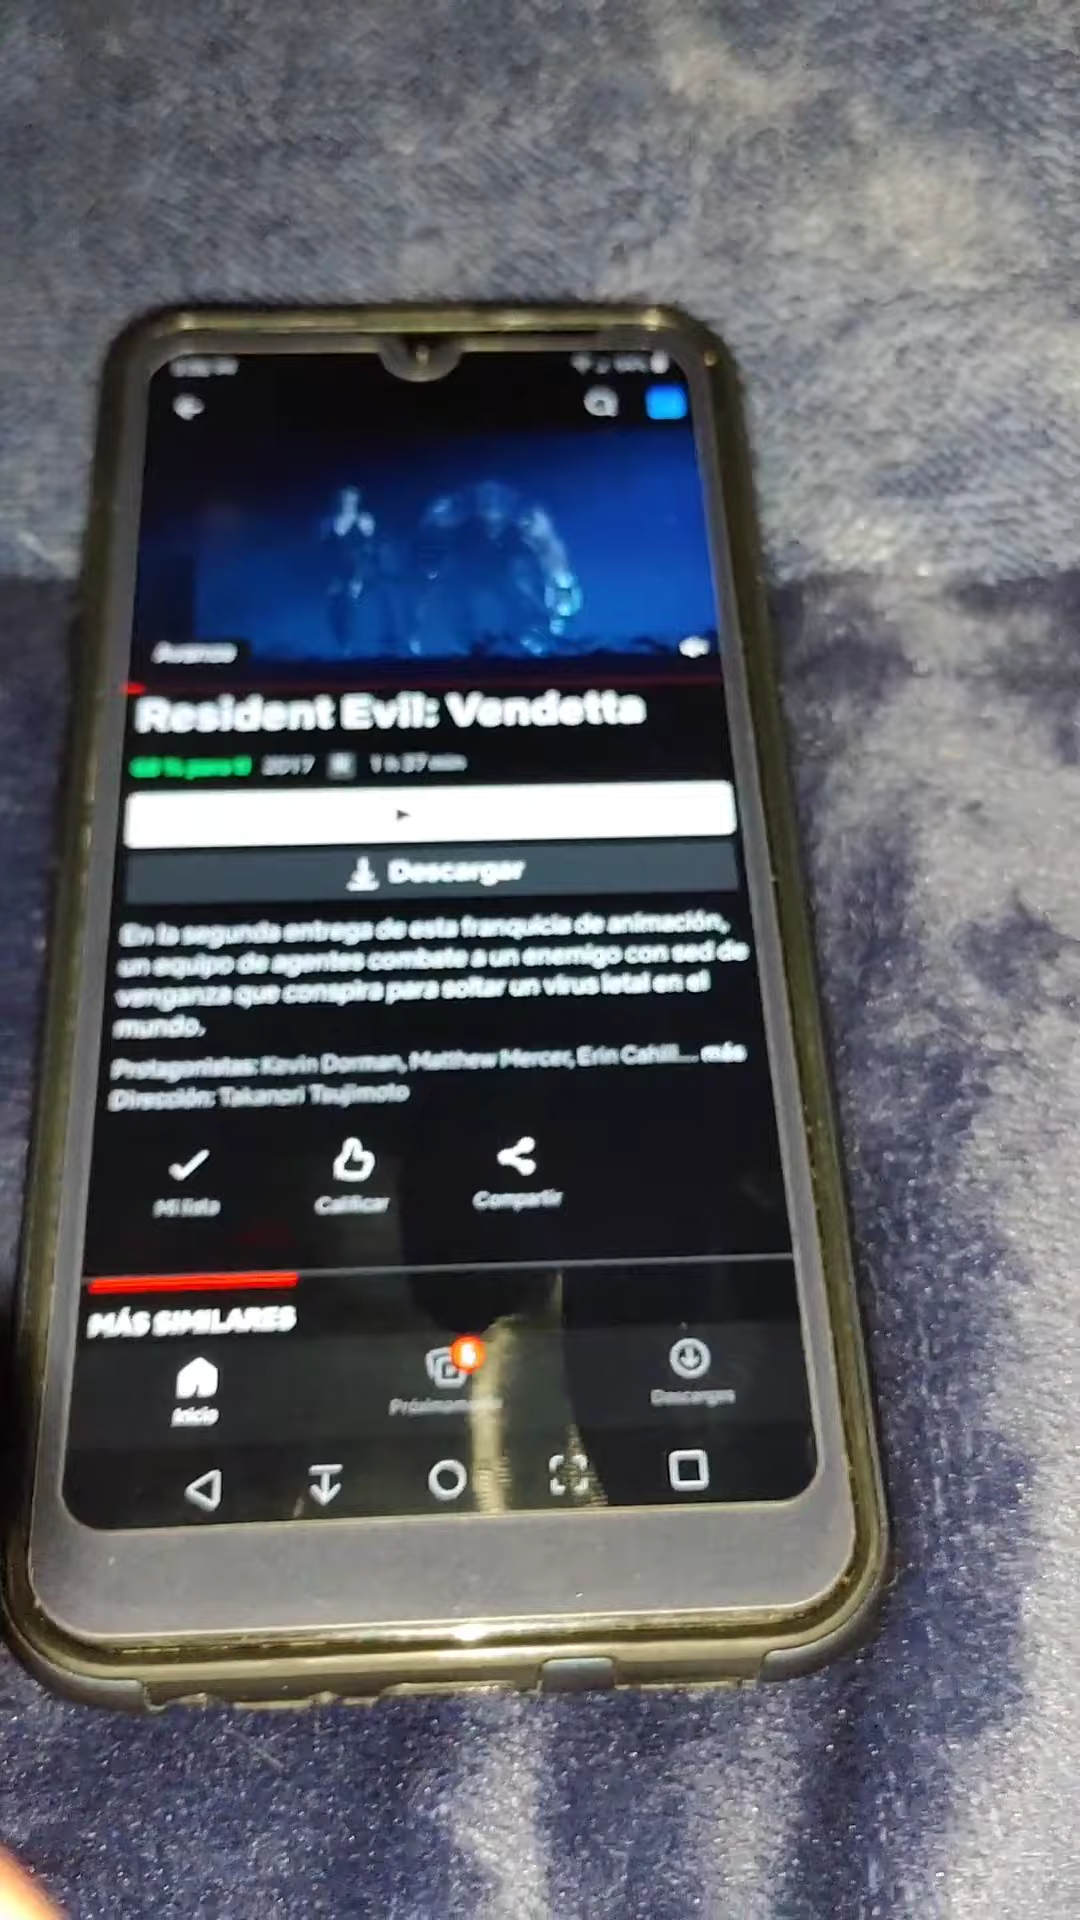 Avance
Resident Evil: Vendetta
2017 1 h 37 min
Descargar
En la segunda entrega de esta franquicia de animación,
un equipo de agentes combate a un enemigo con sed de
venganza que conspira para soltar un virus letal en el
mundo.
Protagonistas: Kevin Dorman, Matthew Mercer, Erin Cahill... más
Dirección: Takanori Tsujimoto
Mi lista Calificar Compartir
MÁS SIMILARES
Inicio Descargas